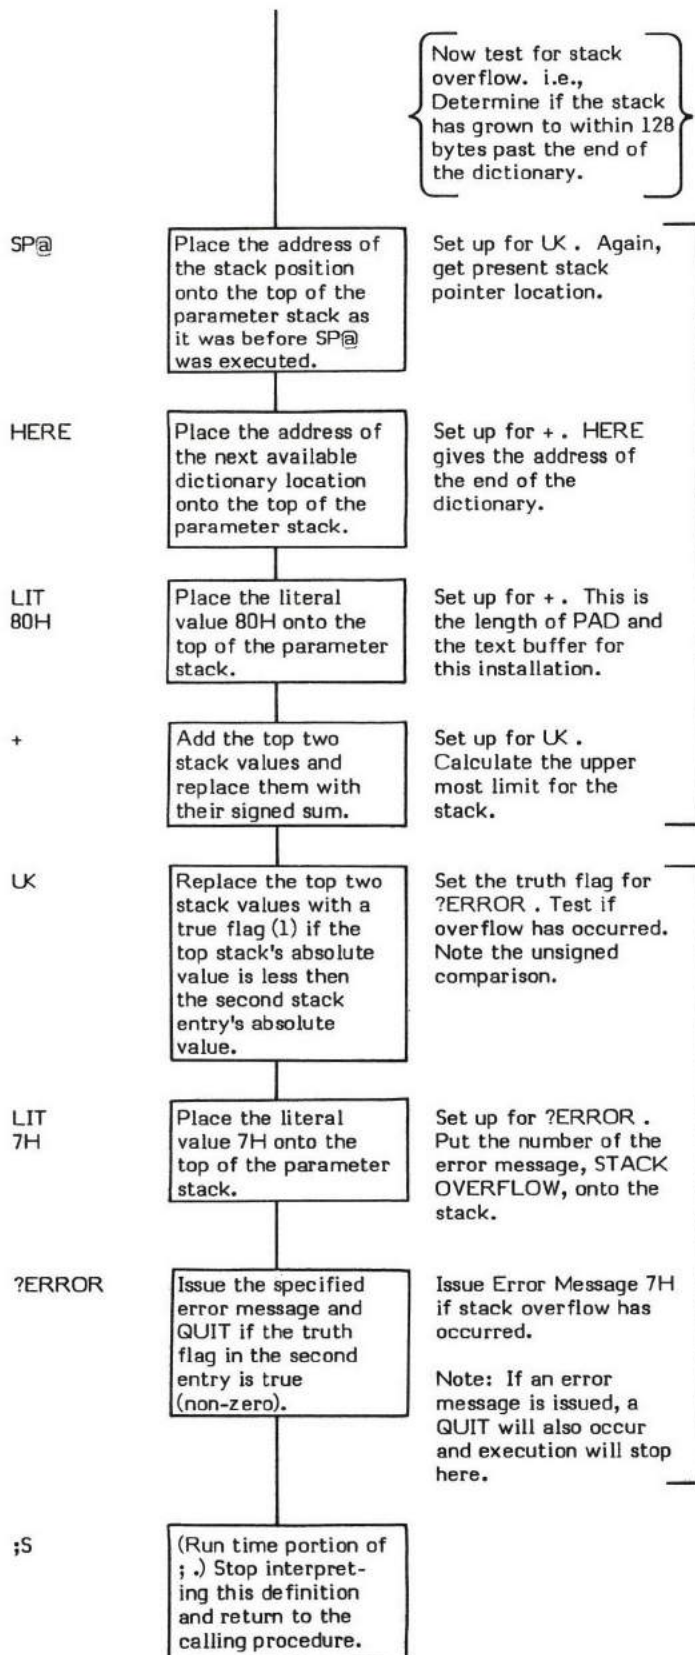 Now test for stack
overflow. i.e.,
Determine if the stack
has grown to within 128
bytes past the end of
the dictionary.
SP@
Place the address of
the stack position
onto the top of the
parameter stack as
it was before SP@
was executed.
Set up for U< . Again,
get present stack
pointer location.
HERE
Place the address of
the next available
dictionary location
onto the top of the
parameter stack.
Set up for + . HERE
gives the address of
the end of the
dictionary.
LIT
80H
Place the literal
value 80H onto the
top of the parameter
stack.
Set up for + . This is
the length of PAD and
the text buffer for
this installation.
+
Add the top two
stack values and
replace them with
their signed sum.
Set up for U< .
Calculate the upper
most limit for the
stack.
U<
Replace the top two
stack values with a
true flag (1) if the
top stack's absolute
value is less then
the second stack
entry's absolute
value.
Set the truth flag for
?ERROR . Test if
overflow has occurred.
Note the unsigned
comparison.
LIT
7H
Place the literal
value 7H onto the
top of the parameter
stack.
Set up for ?ERROR .
Put the number of the
error message, STACK
OVERFLOW, onto the
stack.
?ERROR
Issue the specified
error message and
QUIT if the truth
flag in the second
entry is true
(non-zero).
Issue Error Message 7H
if stack overflow has
occurred.
Note: If an error
message is issued, a
QUIT will also occur
and execution will stop
here.
;S
(Run time portion of
; .) Stop interpret-
ing this definition
and return to the
calling procedure.